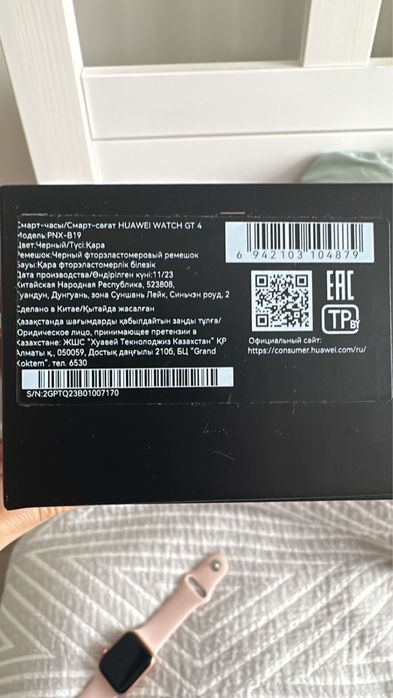 Смарт-часы/Смарт-сағат HUAWEI WATCH GT 4
Модель:PNX-B19
Цвет:Черный/Түсі:Қара
Ремешок:Черный фторэластомеровый ремешок
Бауы:Қара фторэластомерлік білезік
Дата производства/Өндірілген күні:11/23
Китайская Народная Республика, 523808,
Гуандун, Дунгуань, зона Суншань Лейк, Синьчэн роуд, 2
Сделано в Китае/Қытайда жасалған
Қазақстанда шағымдарды қабылдайтын заңды тұлға/
Юридическое лицо, принимающее претензии в
Казахстане: ЖШС "Хуавей Текнолоджиз Казахстан" ҚР
Алматы қ., 050059, Достық даңғылы 210б, БЦ "Grand
Koktem". тел. 6530
S/N:2GPTQ23B01007170
6 942103 104879
EAC
TP BY
Официальный сайт:
https://consumer.huawei.com/ru/